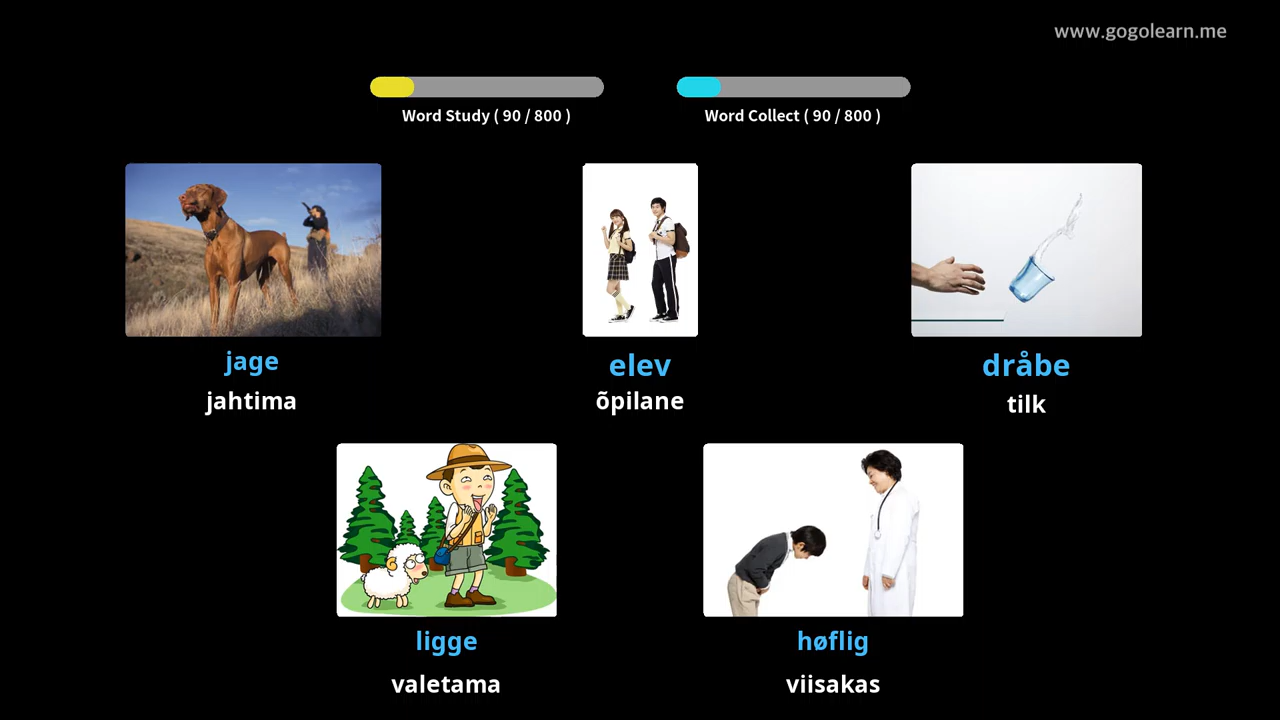 www.gogolearn.me
Word Study ( 90 / 800 )
Word Collect ( 90 / 800 )
jage
jahtima
elev
õpilane
dråbe
tilk
ligge
valetama
høflig
viisakas